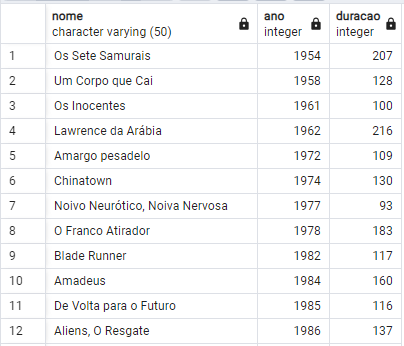 nome ano duracao
character varying (50) integer integer
1 Os Sete Samurais 1954 207
2 Um Corpo que Cai 1958 128
3 Os Inocentes 1961 100
4 Lawrence da Arábia 1962 216
5 Amargo pesadelo 1972 109
6 Chinatown 1974 130
7 Noivo Neurótico, Noiva Nervosa 1977 93
8 O Franco Atirador 1978 183
9 Blade Runner 1982 117
10 Amadeus 1984 160
11 De Volta para o Futuro 1985 116
12 Aliens, O Resgate 1986 137